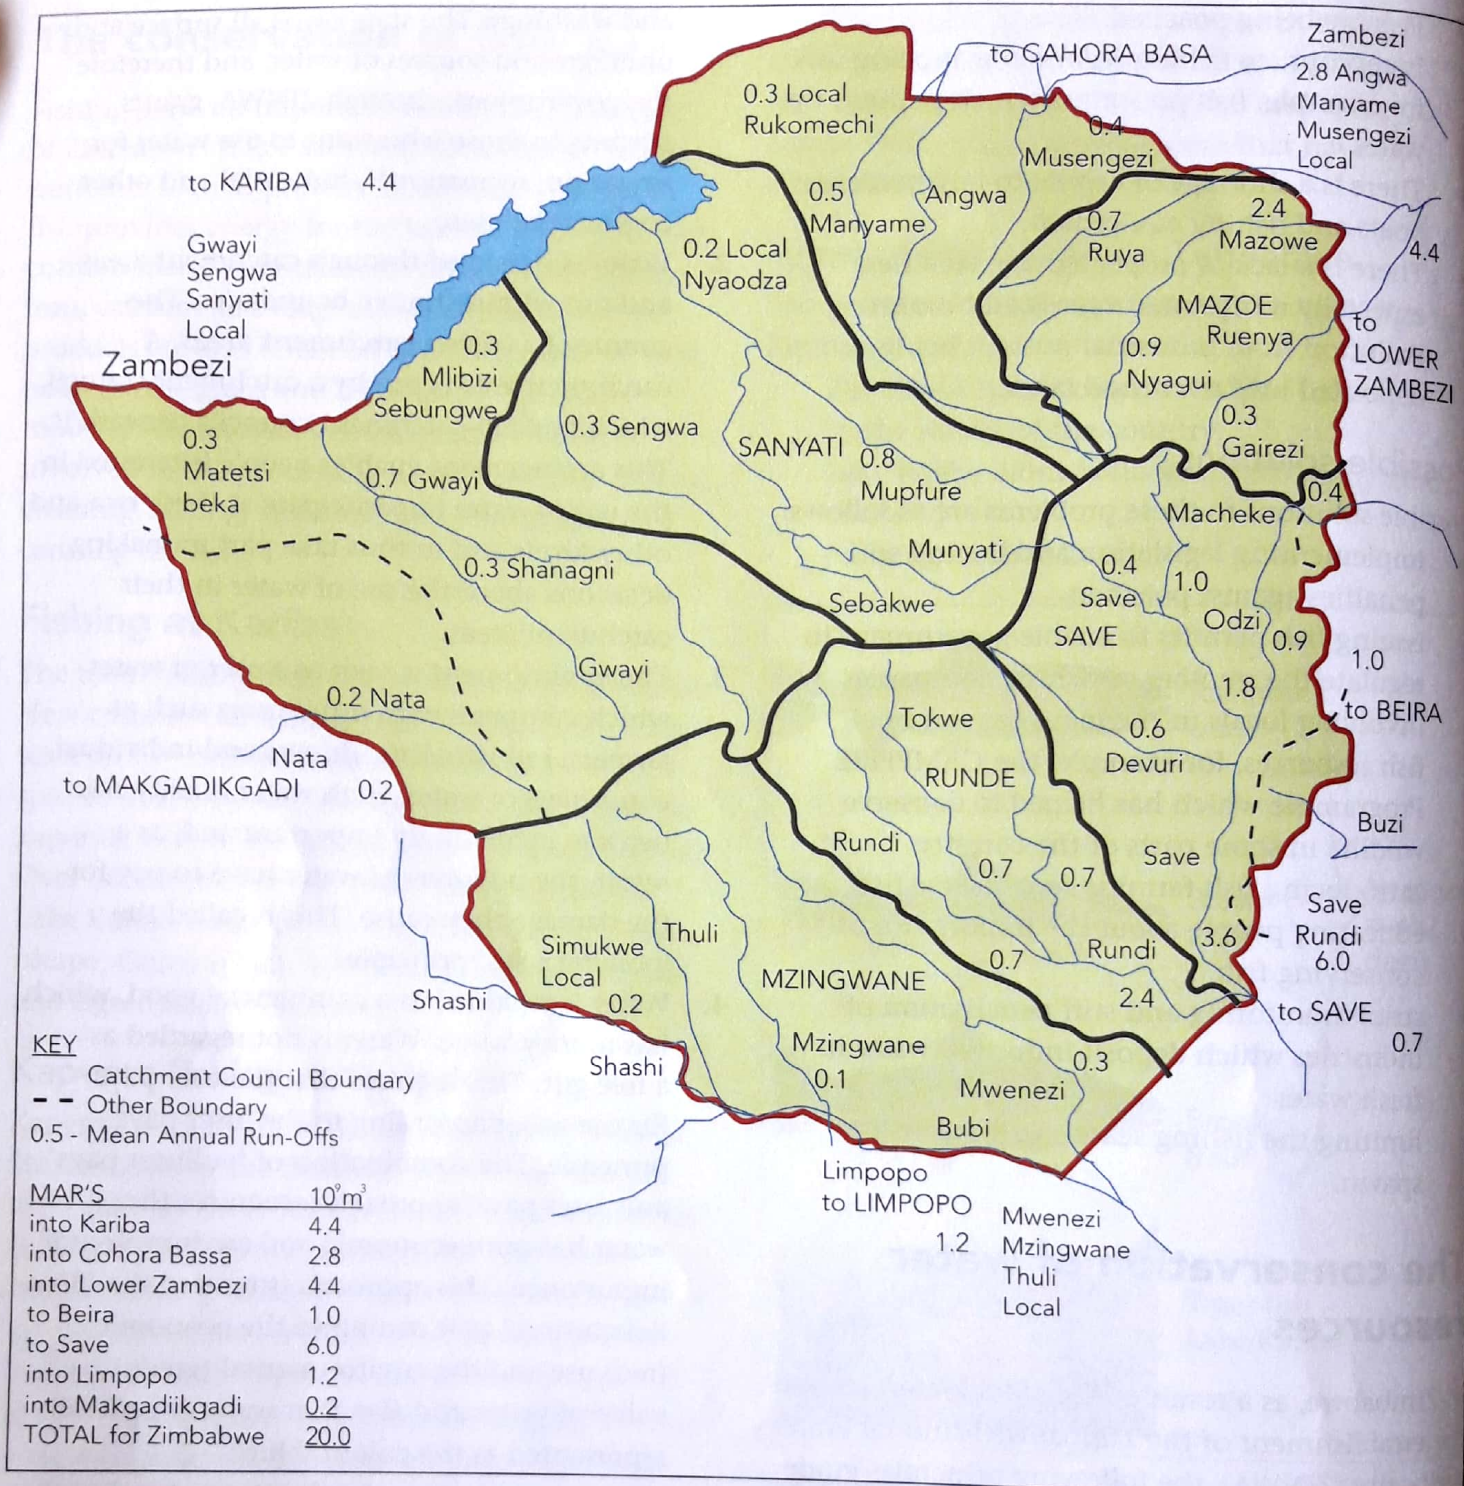 to CAHORA BASA
Zambezi
2.8 Angwa
Manyame
Musengezi
Local
0.3 Local
Rukomechi
0.4
Musengezi
to KARIBA 4.4
Gwayi
Sengwa
Sanyati
Local
Zambezi
0.5
Manyame
Angwa
0.7
Ruya
2.4
Mazowe
4.4
to
LOWER
ZAMBEZI
0.2 Local
Nyaodza
MAZOE
Ruenya
0.9
Nyagui
0.3
Gairezi
0.3
Mlibizi
Sebungwe
0.3 Sengwa
SANYATI
0.8
Mupfure
Munyati
Sebakwe
0.3
Matetsi
beka
0.7 Gwayi
0.3 Shanagni
Gwayi
0.2 Nata
Nata
to MAKGADIKGADI
0.2
0.4
Macheke
0.4
Save
1.0
SAVE
Odzi
0.9
1.0
to BEIRA
1.8
0.6
Devuri
Buzi
Tokwe
RUNDE
Rundi
0.7
0.7
Save
3.6
Save
Rundi
6.0
Rundi
0.7
2.4
to SAVE
0.7
Simukwe
Local
0.2
Thuli
MZINGWANE
Mzingwane
0.1
Mwenezi
0.3
Bubi
Shashi
Shashi
Limpopo
to LIMPOPO
1.2
Mwenezi
Mzingwane
Thuli
Local
KEY
Catchment Council Boundary
Other Boundary
0.5 - Mean Annual Run-Offs
MAR'S 10⁹m³
into Kariba 4.4
into Cohora Bassa 2.8
into Lower Zambezi 4.4
to Beira 1.0
to Save 6.0
into Limpopo 1.2
into Makgadiikgadi 0.2
TOTAL for Zimbabwe 20.0